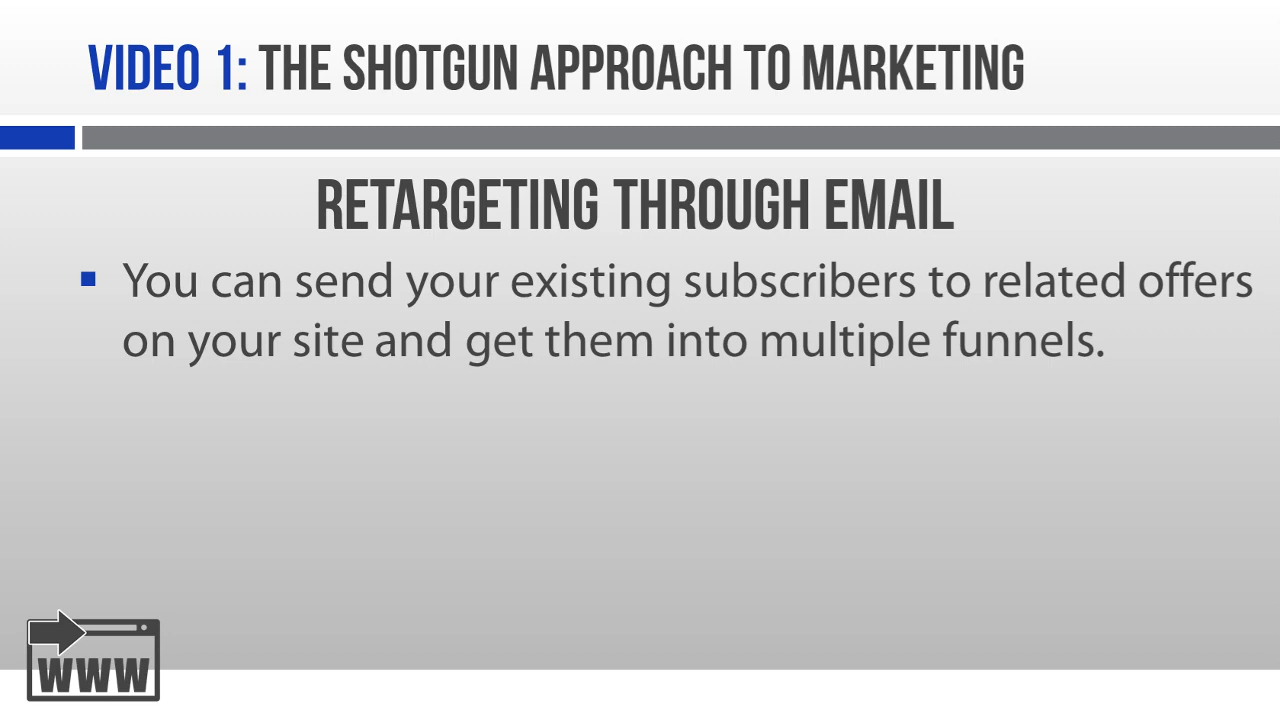 VIDEO 1: THE SHOTGUN APPROACH TO MARKETING
RETARGETING THROUGH EMAIL
You can send your existing subscribers to related offers
on your site and get them into multiple funnels.
WWW